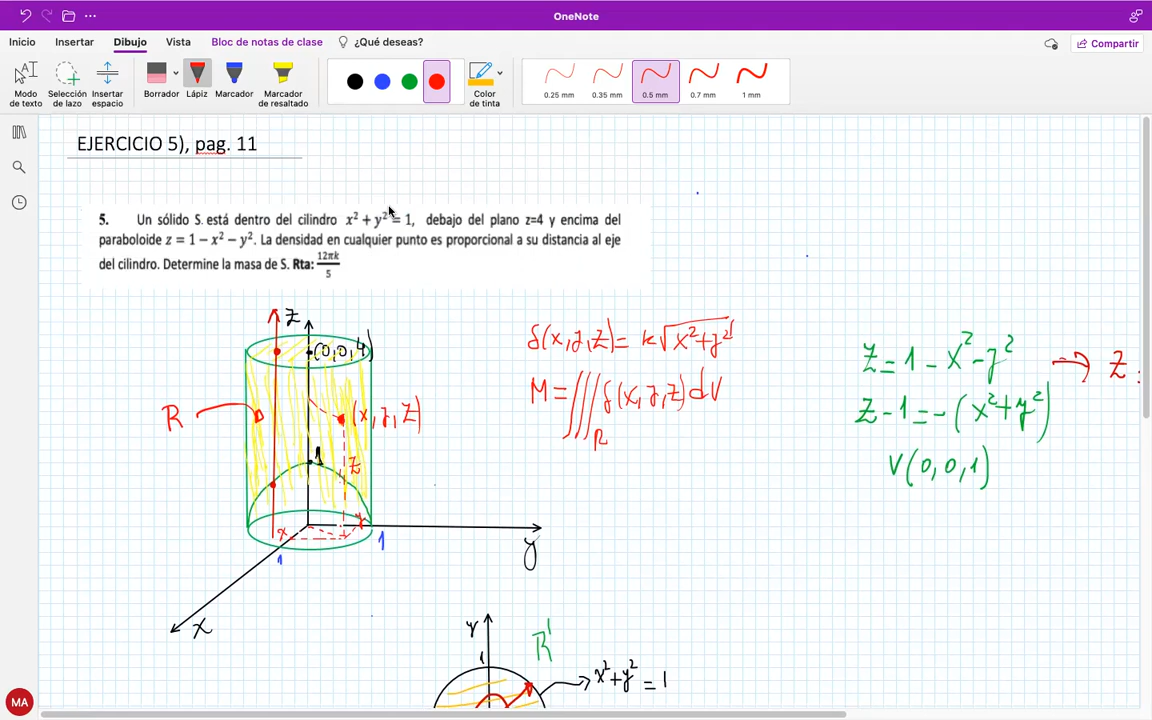 OneNote
Inicio Insertar Dibujo Vista Bloc de notas de clase ¿Qué deseas? Compartir
Modo de texto
Selección de lazo
Insertar espacio
Borrador
Lápiz
Marcador
Marcador de resaltado
Color de tinta
0.25 mm 0.35 mm 0.5 mm 0.7 mm 1 mm
EJERCICIO 5), pag. 11
5. Un sólido S. está dentro del cilindro x² + y² = 1, debajo del plano z=4 y encima del
paraboloide z = 1 − x² − y². La densidad en cualquier punto es proporcional a su distancia al eje
del cilindro. Determine la masa de S. Rta: 12πk/5
z
(0,0,4)
R
(x,y,z)
1
z
x
y
1
1
y
x
δ(x,y,z) = k√(x²+y²)
M = ∭_R δ(x,y,z) dV
z = 1 − x² − y² → z =
z − 1 = −(x² + y²)
V(0,0,1)
y
1
R'
x² + y² = 1
MA